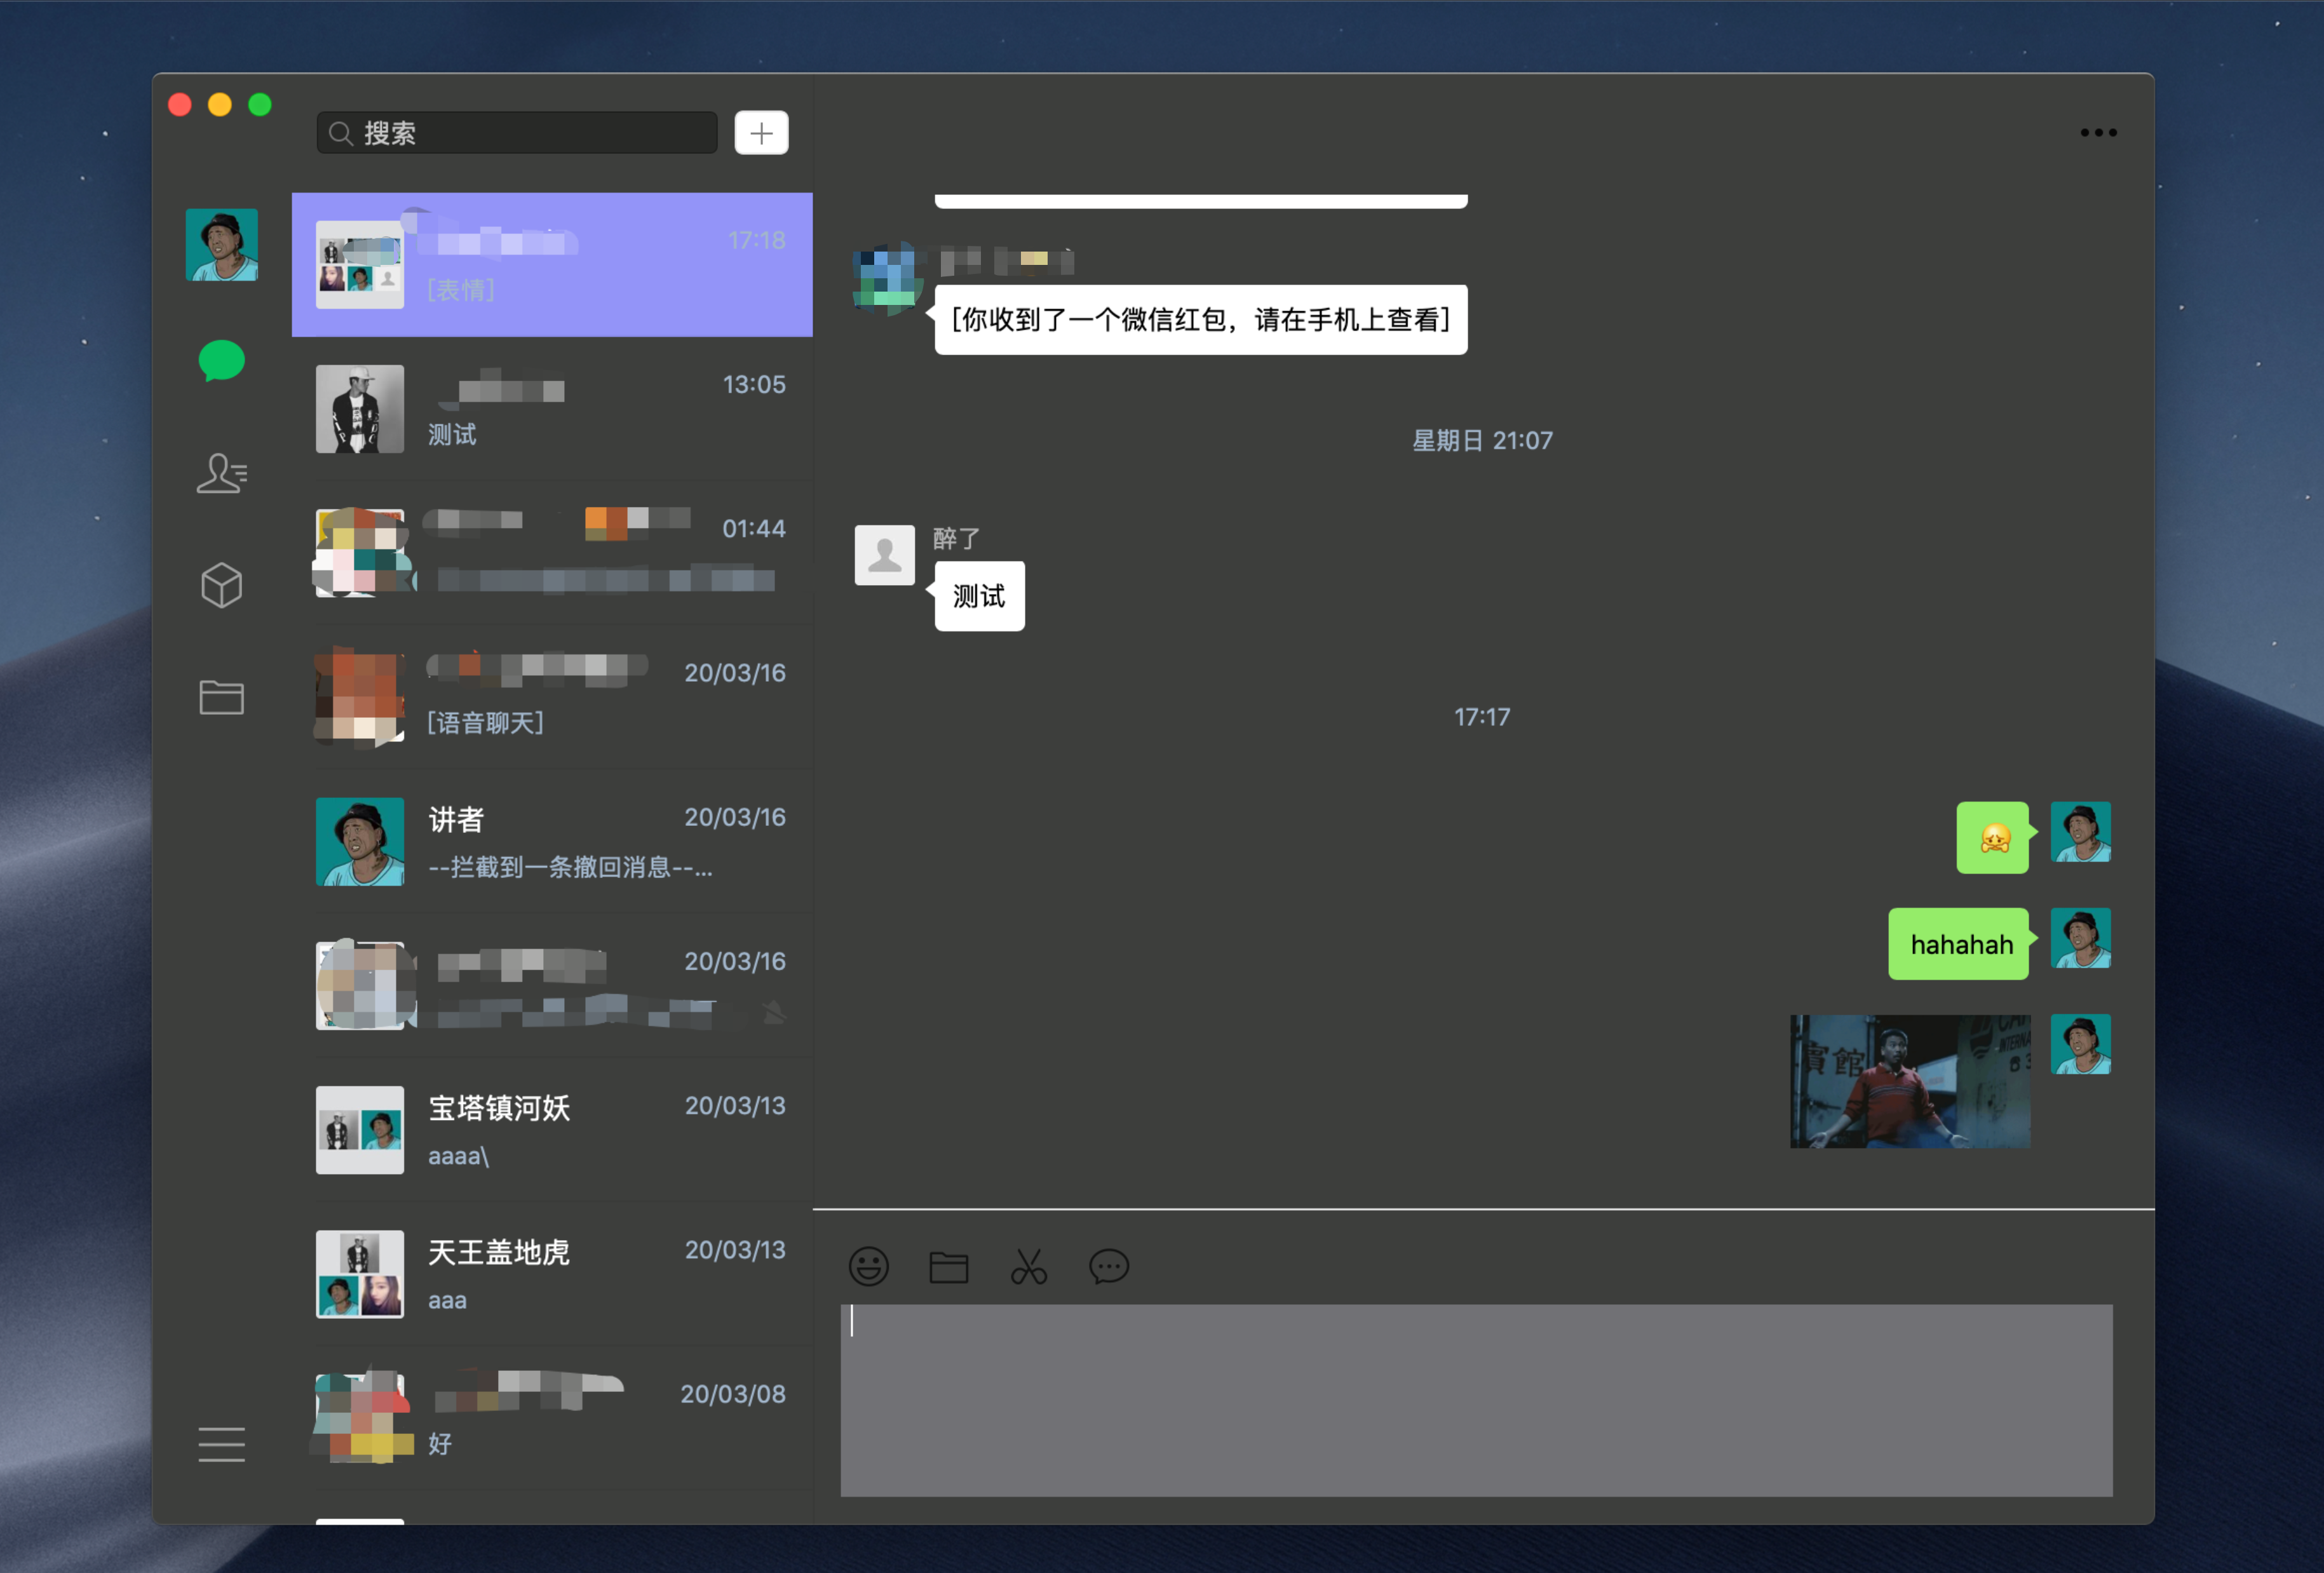 搜索
17:18
[表情]
13:05
测试
01:44
20/03/16
[语音聊天]
讲者
20/03/16
--拦截到一条撤回消息--...
20/03/16
宝塔镇河妖
20/03/13
aaaa\
天王盖地虎
20/03/13
aaa
20/03/08
好
[你收到了一个微信红包，请在手机上查看]
星期日 21:07
醉了
测试
17:17
hahahah
賓館